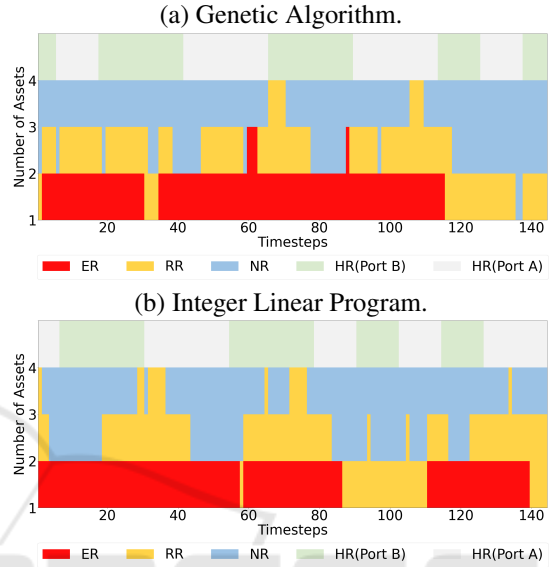 (a) Genetic Algorithm.
Number of Assets
4
3
2
1
20 40 60 80 100 120 140
Timesteps
ER RR NR HR(Port B) HR(Port A)
(b) Integer Linear Program.
Number of Assets
4
3
2
1
20 40 60 80 100 120 140
Timesteps
ER RR NR HR(Port B) HR(Port A)